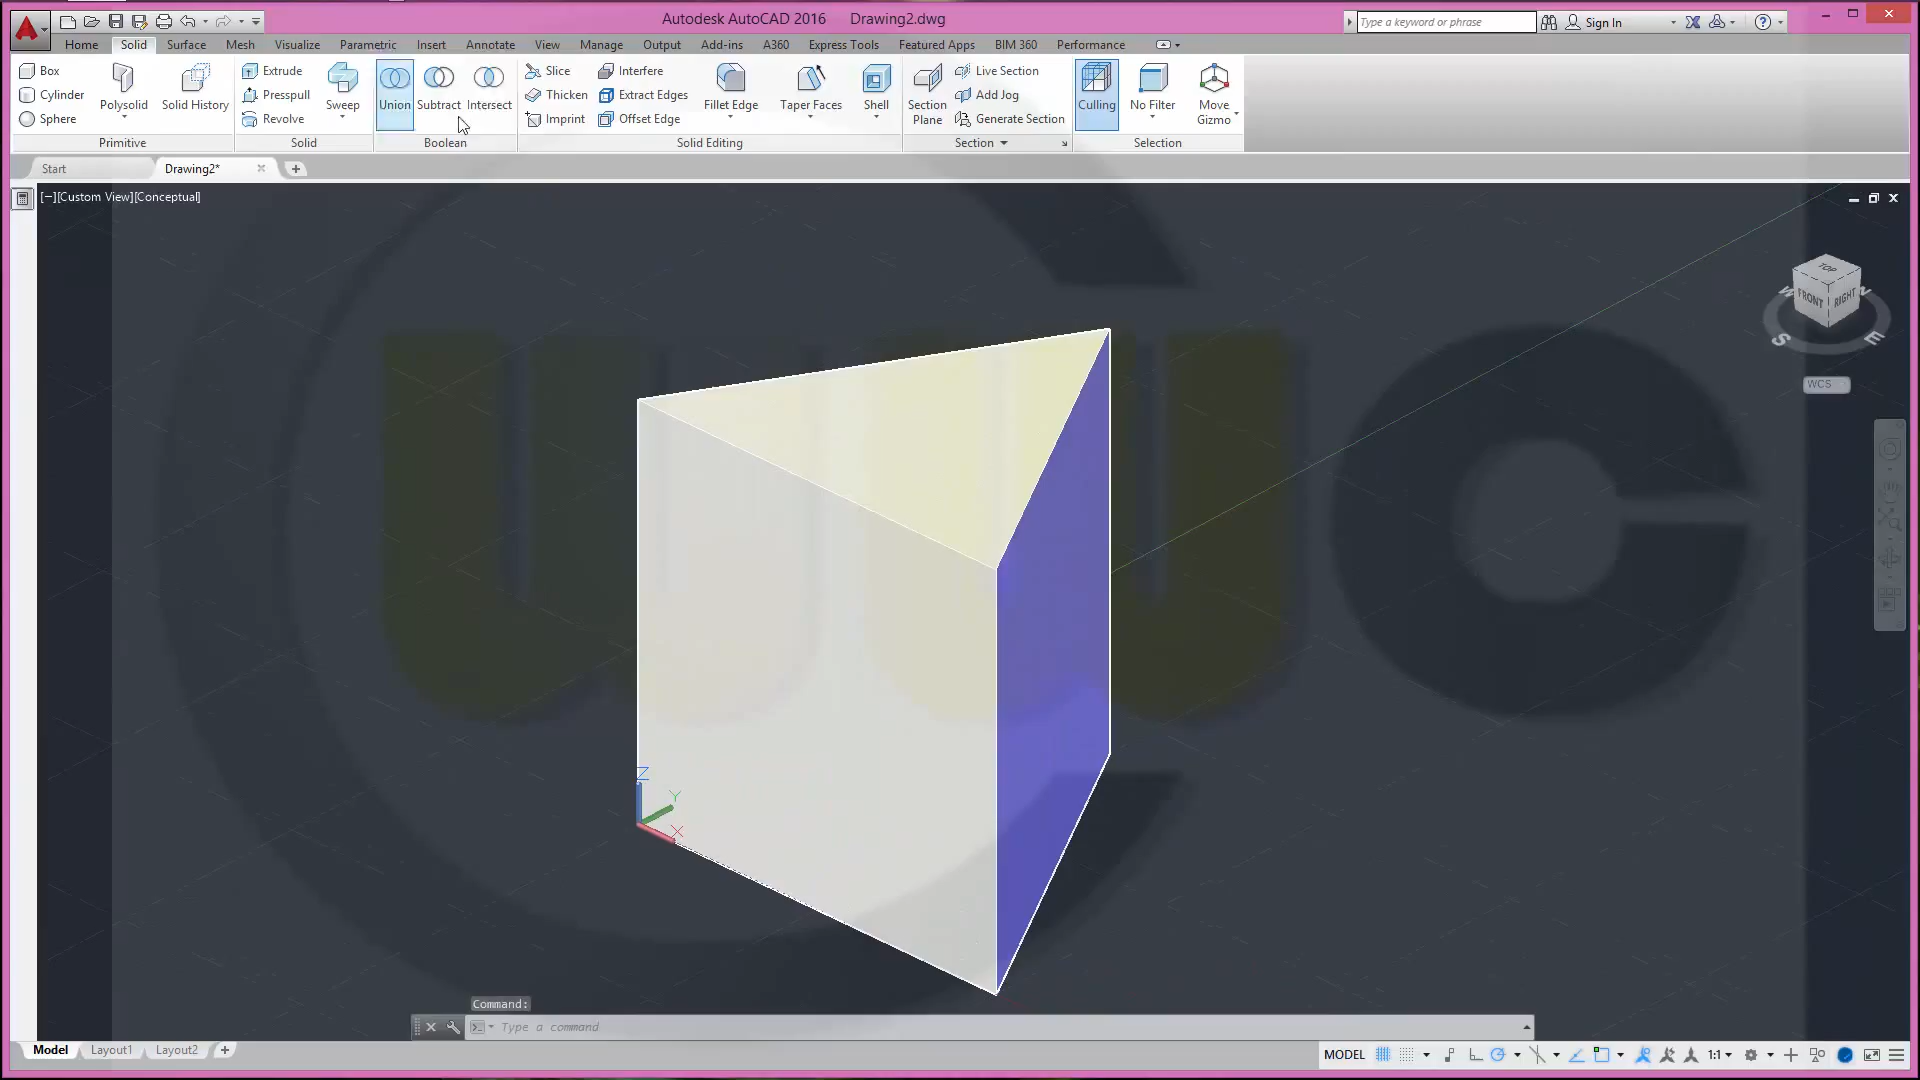 Autodesk AutoCAD 2016 Drawing2.dwg
Type a keyword or phrase
Sign In
Home Solid Surface Mesh Visualize Parametric Insert Annotate View Manage Output Add-ins A360 Express Tools Featured Apps BIM 360 Performance
Box
Cylinder
Sphere
Polysolid
Solid History
Primitive
Extrude
Presspull
Revolve
Sweep
Solid
Union
Subtract
Intersect
Boolean
Slice
Thicken
Imprint
Interfere
Extract Edges
Offset Edge
Fillet Edge
Taper Faces
Shell
Solid Editing
Section
Plane
Live Section
Add Jog
Generate Section
Section
Culling
No Filter
Move
Gizmo
Selection
Start
Drawing2*
[−][Custom View][Conceptual]
TOP
FRONT
RIGHT
W
N
S
E
WCS
Z
Y
X
Command:
Type a command
Model
Layout1
Layout2
MODEL
1:1